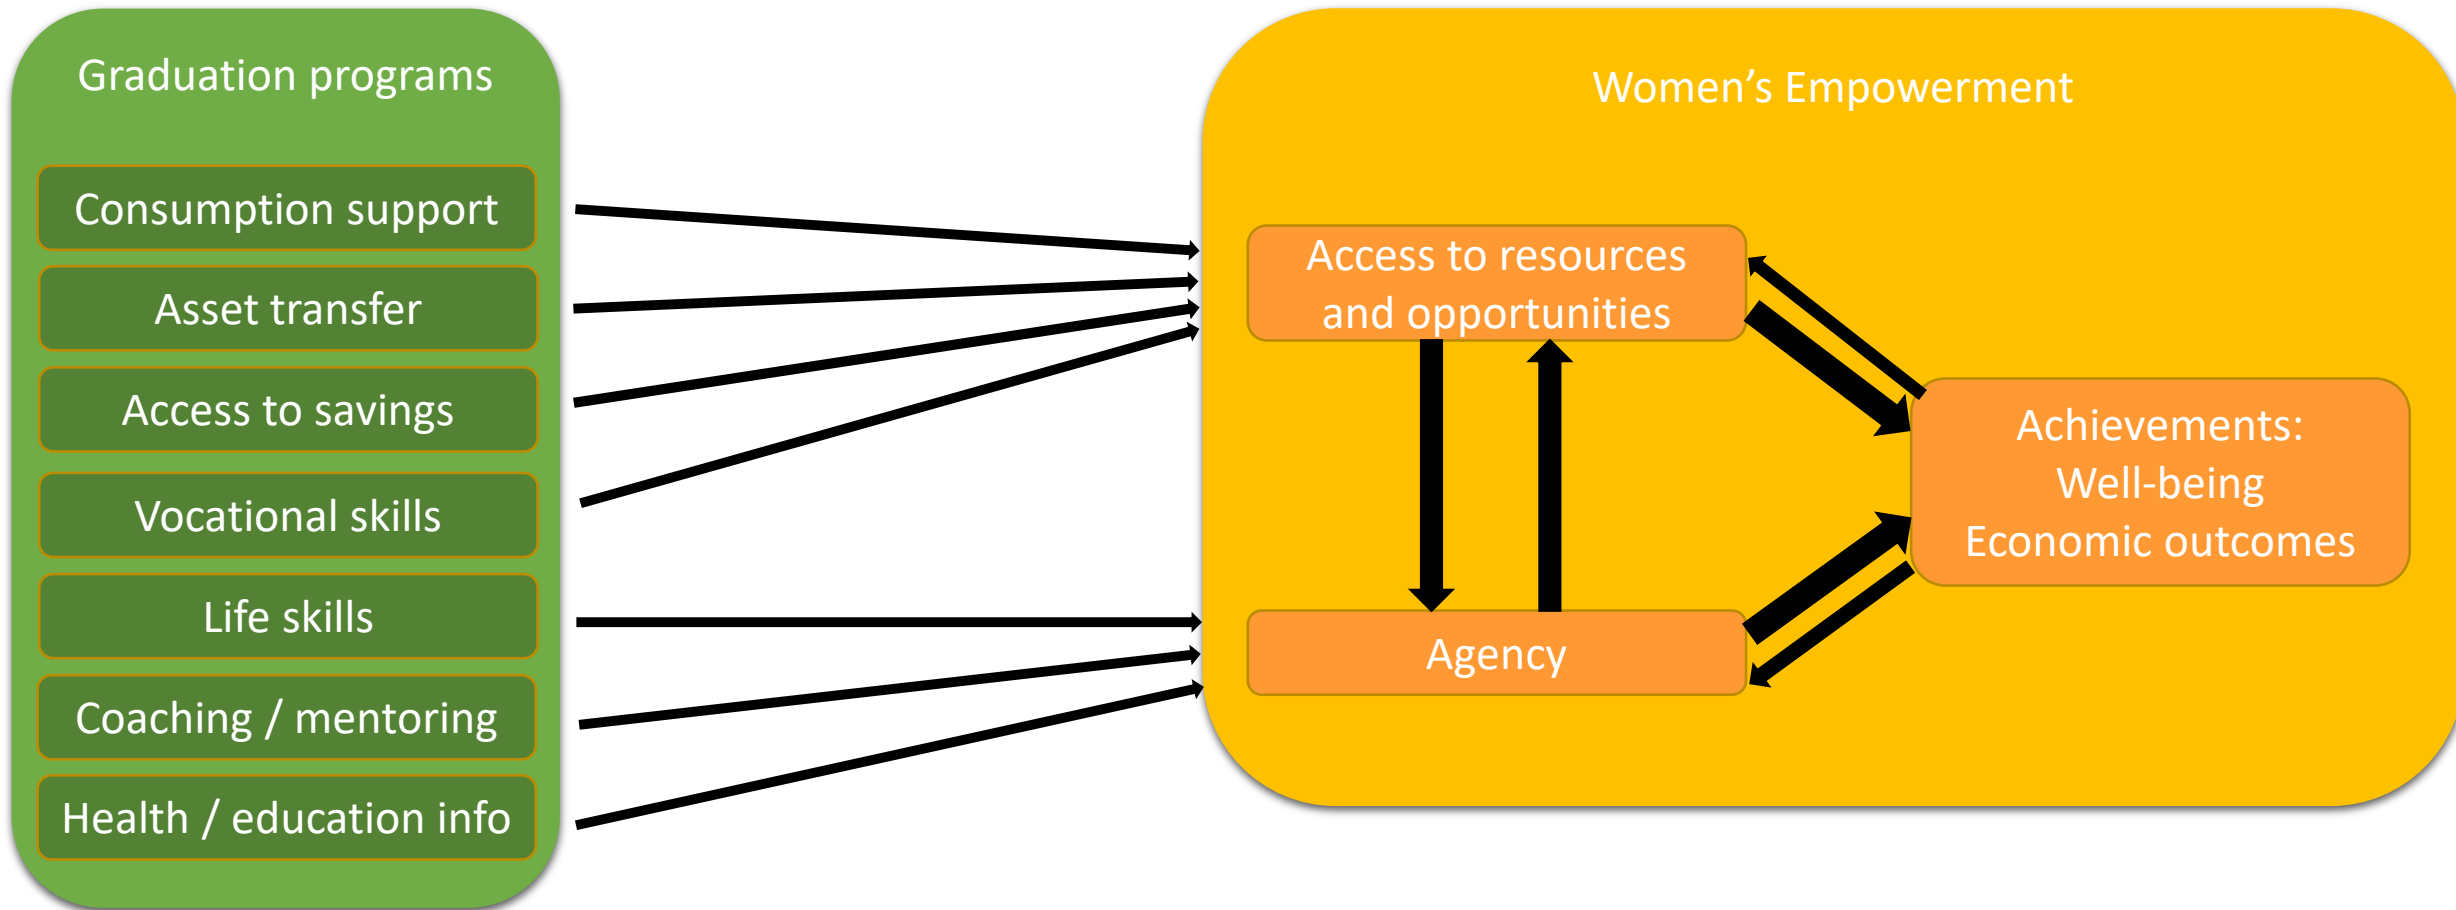 Graduation programs
Consumption support
Asset transfer
Access to savings
Vocational skills
Life skills
Coaching / mentoring
Health / education info
Women’s Empowerment
Access to resources
and opportunities
Agency
Achievements:
Well-being
Economic outcomes